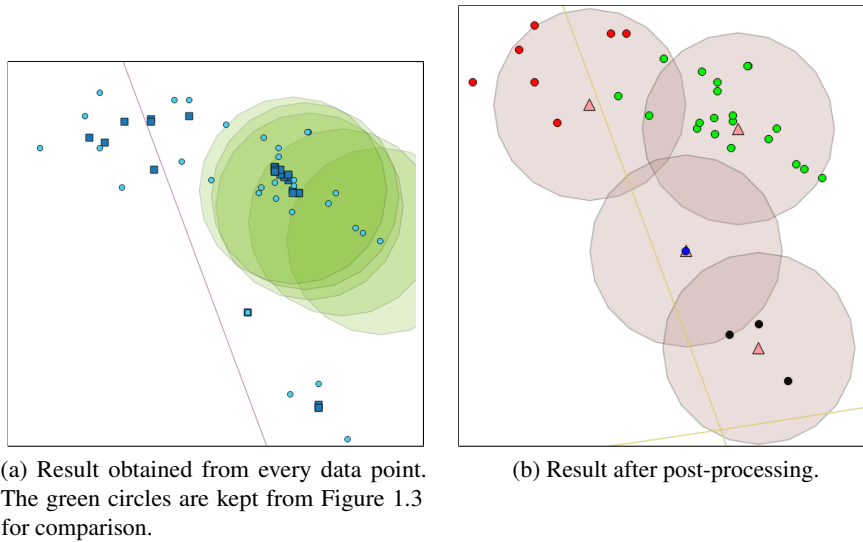 (a) Result obtained from every data point.
The green circles are kept from Figure 1.3
for comparison.
(b) Result after post-processing.